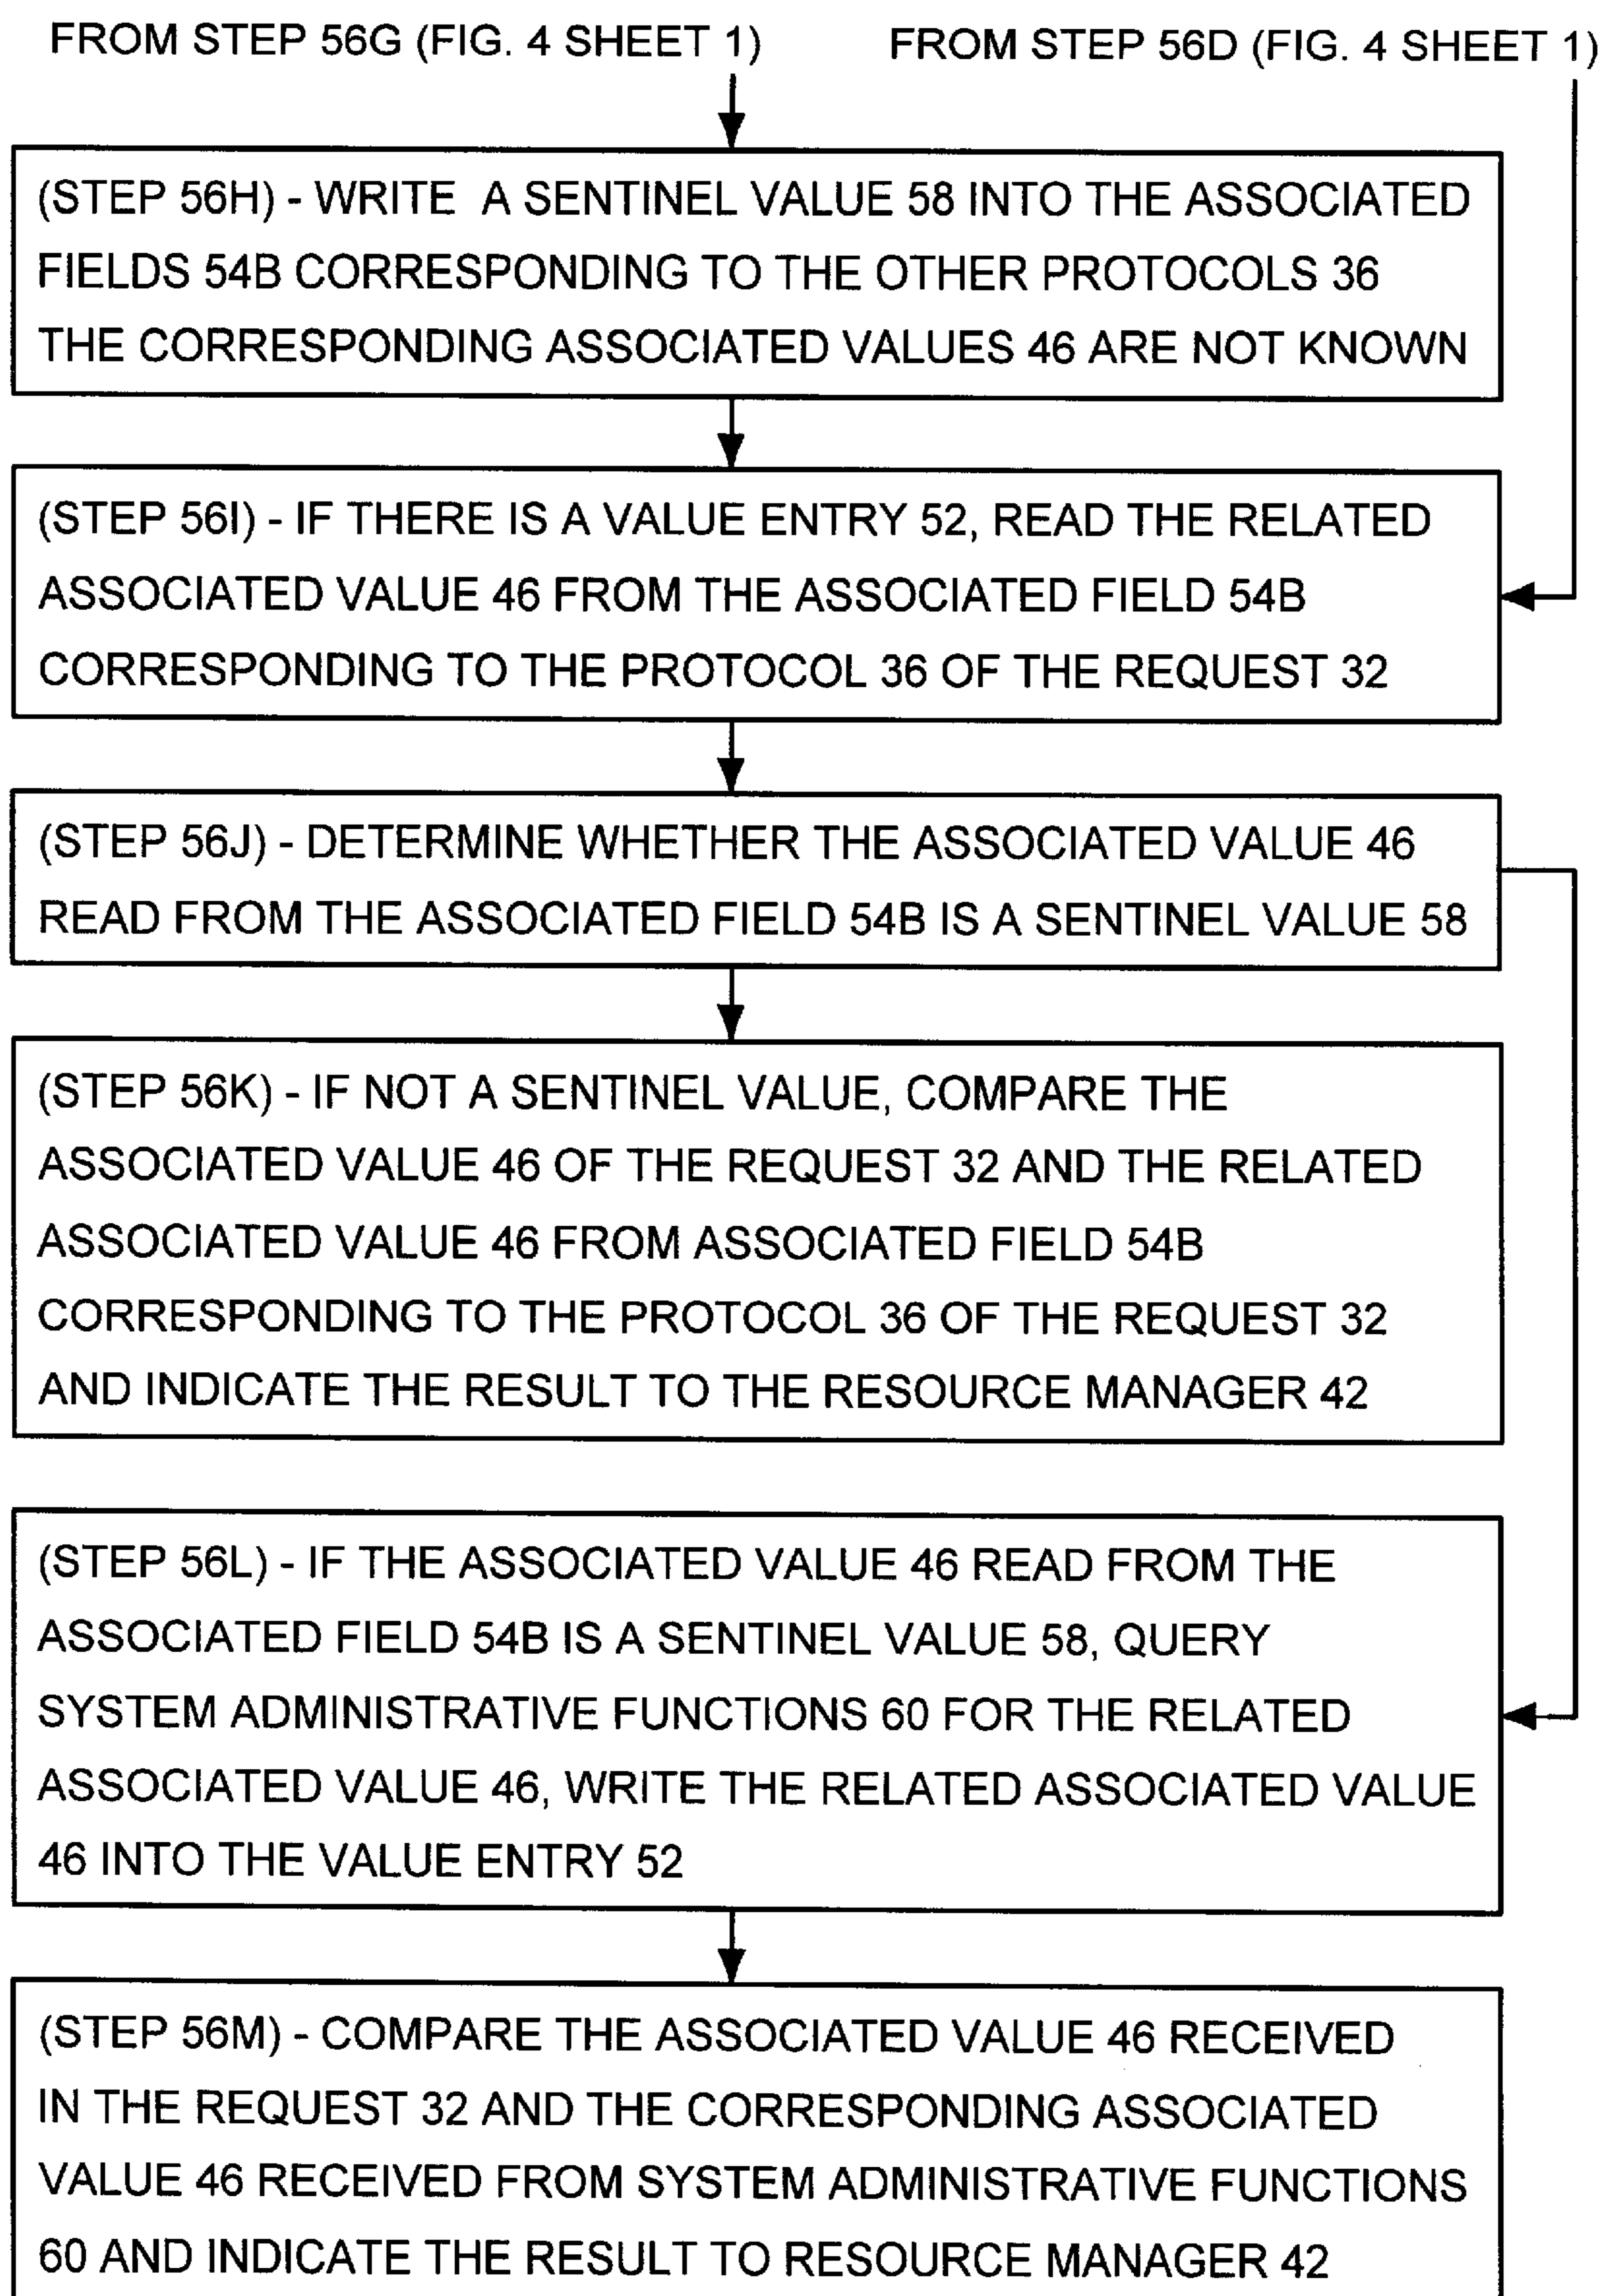 FROM STEP 56G (FIG. 4 SHEET 1)
FROM STEP 56D (FIG. 4 SHEET 1)
(STEP 56H) - WRITE A SENTINEL VALUE 58 INTO THE ASSOCIATED
FIELDS 54B CORRESPONDING TO THE OTHER PROTOCOLS 36
THE CORRESPONDING ASSOCIATED VALUES 46 ARE NOT KNOWN
(STEP 56I) - IF THERE IS A VALUE ENTRY 52, READ THE RELATED
ASSOCIATED VALUE 46 FROM THE ASSOCIATED FIELD 54B
CORRESPONDING TO THE PROTOCOL 36 OF THE REQUEST 32
(STEP 56J) - DETERMINE WHETHER THE ASSOCIATED VALUE 46
READ FROM THE ASSOCIATED FIELD 54B IS A SENTINEL VALUE 58
(STEP 56K) - IF NOT A SENTINEL VALUE, COMPARE THE
ASSOCIATED VALUE 46 OF THE REQUEST 32 AND THE RELATED
ASSOCIATED VALUE 46 FROM ASSOCIATED FIELD 54B
CORRESPONDING TO THE PROTOCOL 36 OF THE REQUEST 32
AND INDICATE THE RESULT TO THE RESOURCE MANAGER 42
(STEP 56L) - IF THE ASSOCIATED VALUE 46 READ FROM THE
ASSOCIATED FIELD 54B IS A SENTINEL VALUE 58, QUERY
SYSTEM ADMINISTRATIVE FUNCTIONS 60 FOR THE RELATED
ASSOCIATED VALUE 46, WRITE THE RELATED ASSOCIATED VALUE
46 INTO THE VALUE ENTRY 52
(STEP 56M) - COMPARE THE ASSOCIATED VALUE 46 RECEIVED
IN THE REQUEST 32 AND THE CORRESPONDING ASSOCIATED
VALUE 46 RECEIVED FROM SYSTEM ADMINISTRATIVE FUNCTIONS
60 AND INDICATE THE RESULT TO RESOURCE MANAGER 42